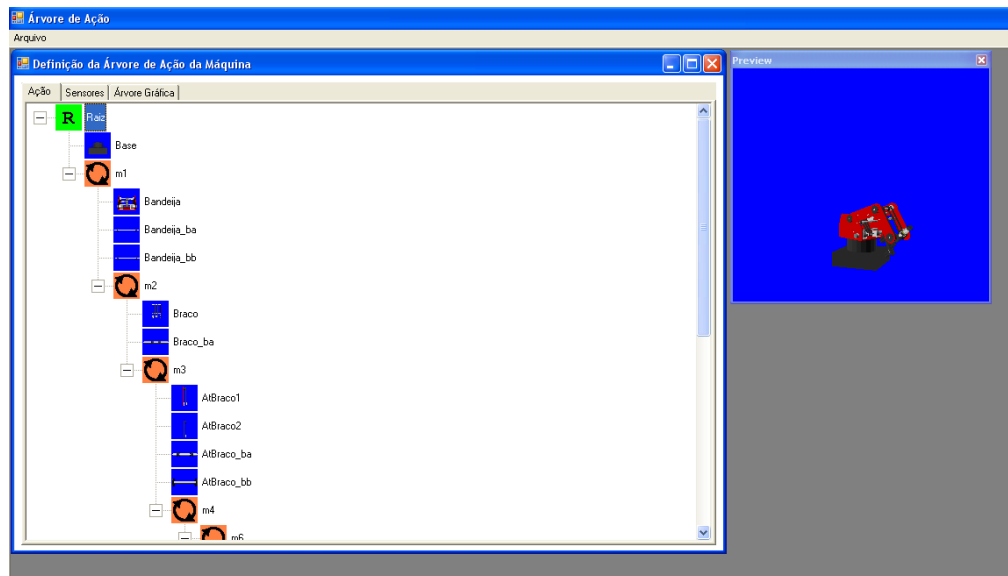 Árvore de Ação
Arquivo
Definição da Árvore de Ação da Máquina
Preview
Ação Sensores Árvore Gráfica
R Raiz
Base
m1
Bandeija
Bandeija_ba
Bandeija_bb
m2
Braco
Braco_ba
m3
AtBraco1
AtBraco2
AtBraco_ba
AtBraco_bb
m4
m6